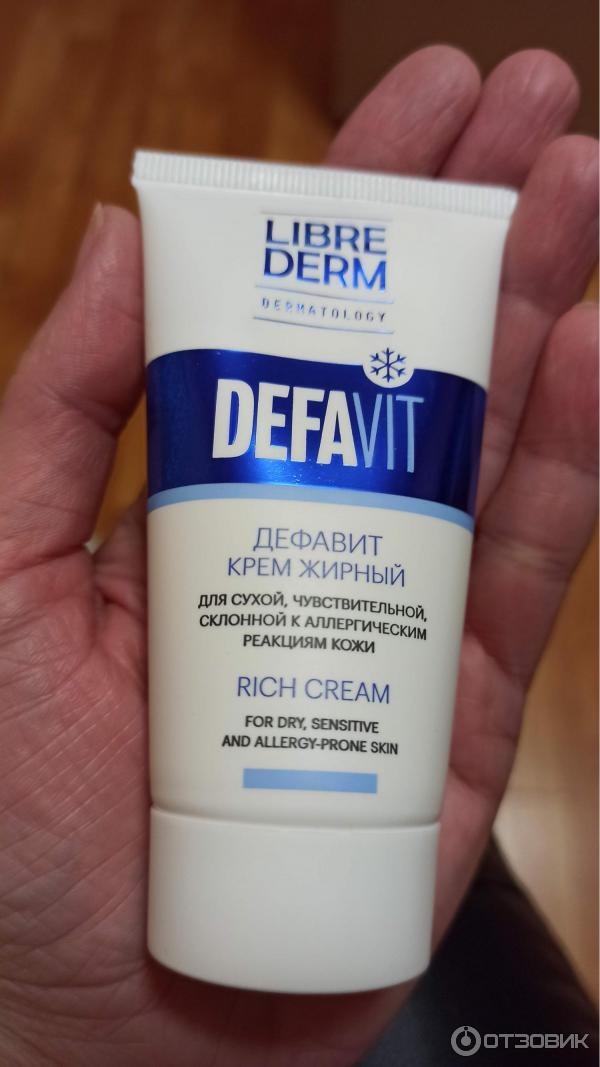 LIBRE
DERM
DERMATOLOGY
DEFAVIT
ДЕФАВИТ
КРЕМ ЖИРНЫЙ
ДЛЯ СУХОЙ, ЧУВСТВИТЕЛЬНОЙ,
СКЛОННОЙ К АЛЛЕРГИЧЕСКИМ
РЕАКЦИЯМ КОЖИ
RICH CREAM
FOR DRY, SENSITIVE
AND ALLERGY-PRONE SKIN
ОТЗОВИК